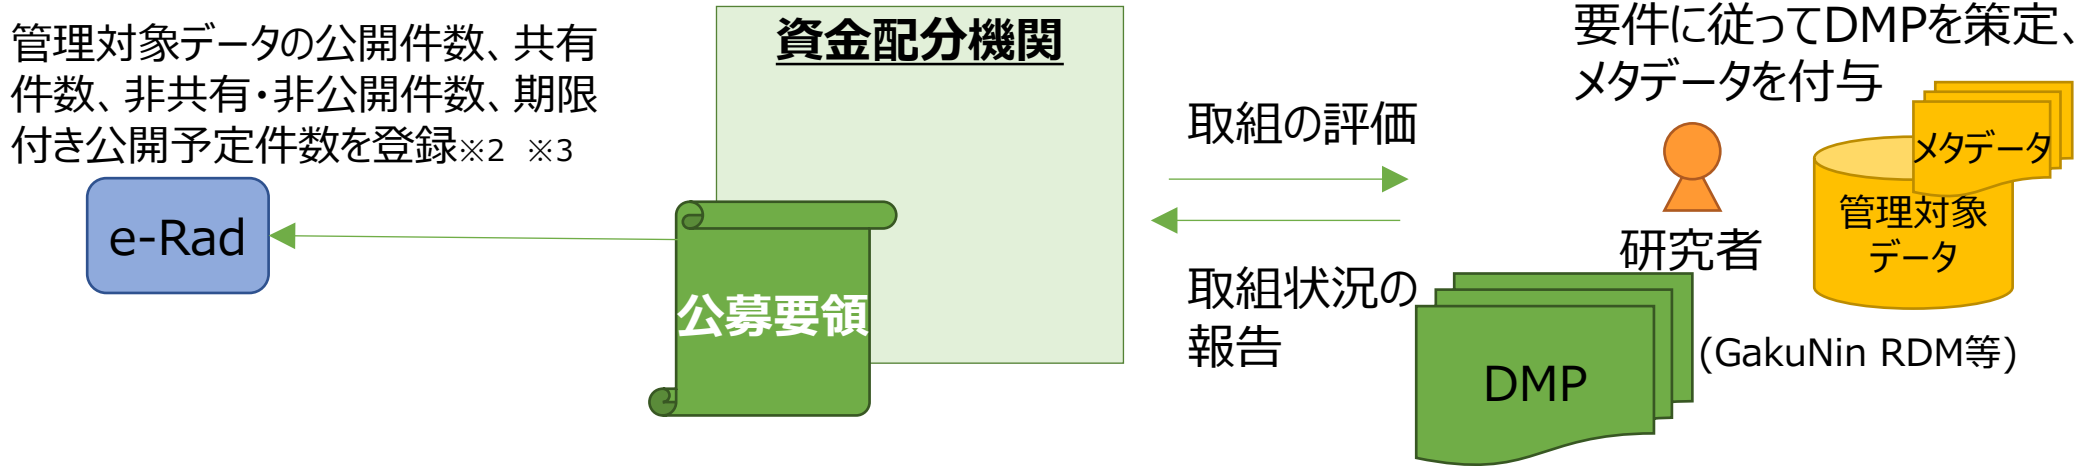 管理対象データの公開件数、共有
件数、非共有・非公開件数、期限
付き公開予定件数を登録※2 ※3
e-Rad
資金配分機関
公募要領
取組の評価
取組状況の
報告
要件に従ってDMPを策定、
メタデータを付与
メタデータ
管理対象
データ
研究者
(GakuNin RDM等)
DMP